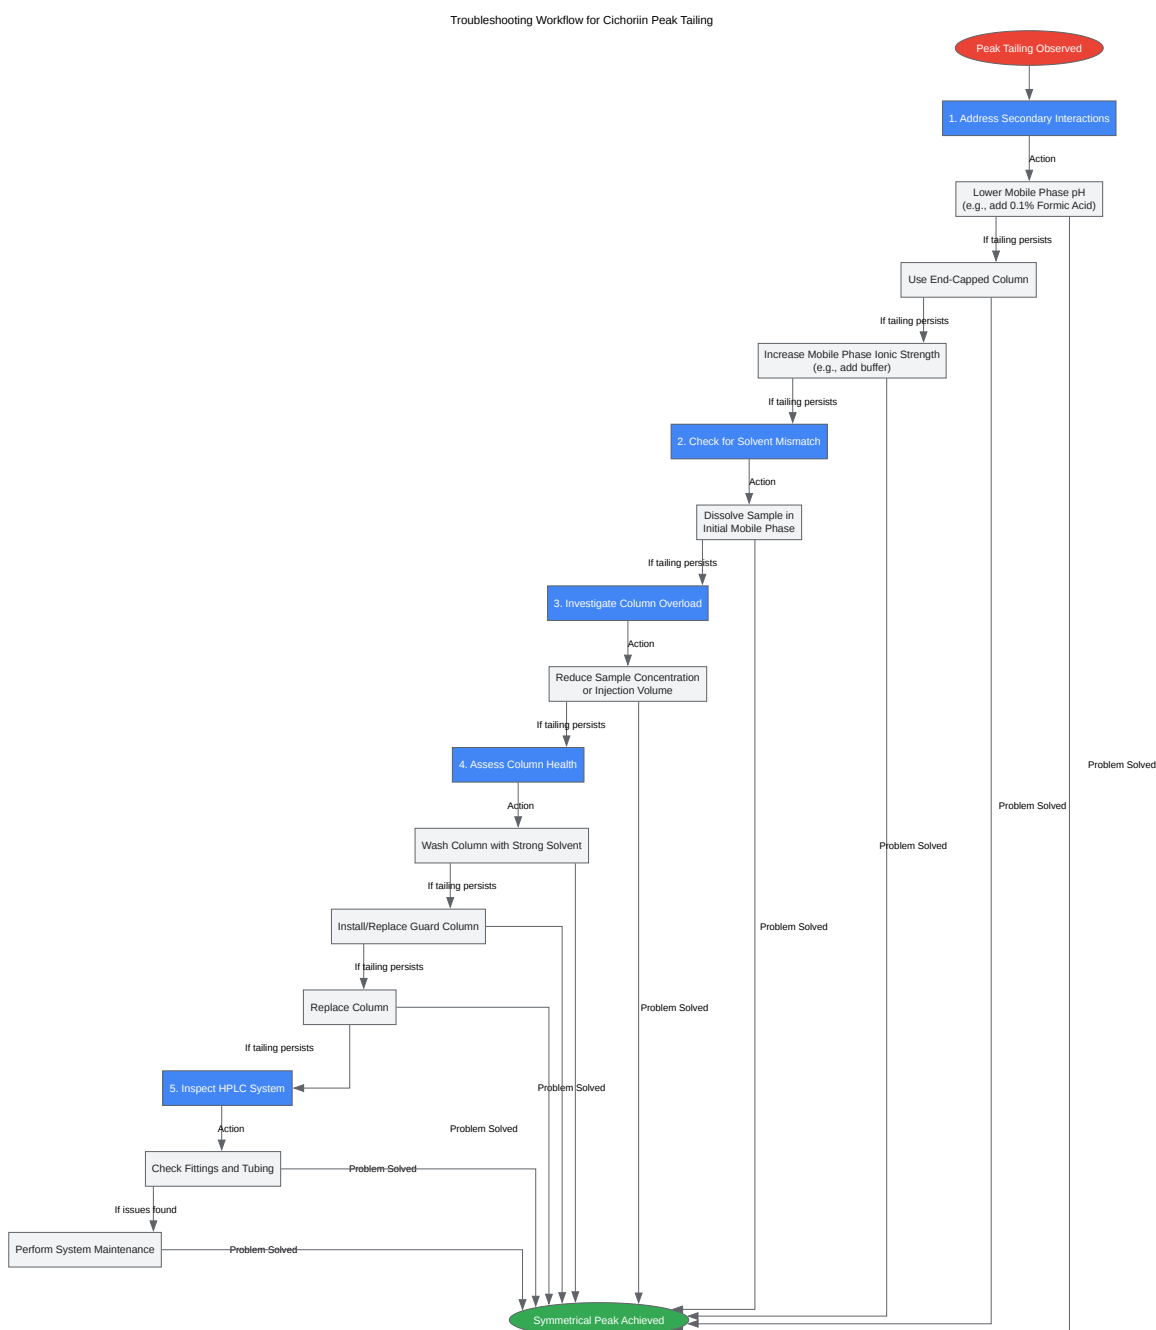 Troubleshooting Workflow for Cichoriin Peak Tailing
Peak Tailing Observed
1. Address Secondary Interactions
Action
Lower Mobile Phase pH
(e.g., add 0.1% Formic Acid)
If tailing persists
Use End-Capped Column
If tailing persists
Increase Mobile Phase Ionic Strength
(e.g., add buffer)
If tailing persists
2. Check for Solvent Mismatch
Action
Dissolve Sample in
Initial Mobile Phase
If tailing persists
3. Investigate Column Overload
Action
Reduce Sample Concentration
or Injection Volume
If tailing persists
4. Assess Column Health
Problem Solved
Action
Problem Solved
Wash Column with Strong Solvent
Problem Solved
If tailing persists
Install/Replace Guard Column
Problem Solved
If tailing persists
Replace Column
Problem Solved
If tailing persists
5. Inspect HPLC System
Problem Solved
Action
Problem Solved
Check Fittings and Tubing
Problem Solved
If issues found
Perform System Maintenance
Problem Solved
Symmetrical Peak Achieved